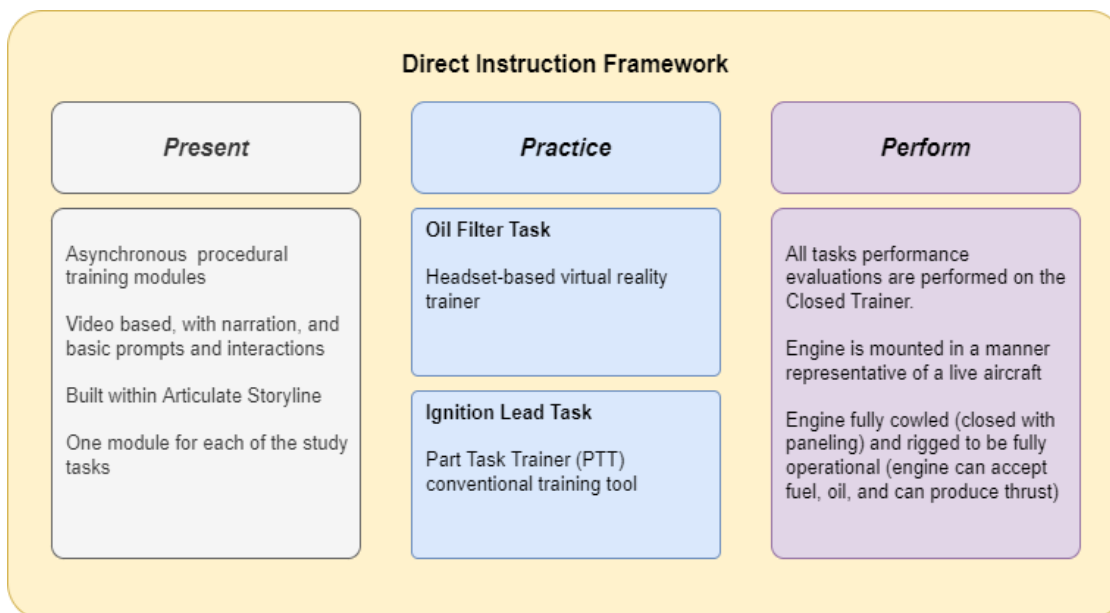 Direct Instruction Framework
Present
Asynchronous procedural
training modules
Video based, with narration, and
basic prompts and interactions
Built within Articulate Storyline
One module for each of the study
tasks
Practice
Oil Filter Task
Headset-based virtual reality
trainer
Ignition Lead Task
Part Task Trainer (PTT)
conventional training tool
Perform
All tasks performance
evaluations are performed on the
Closed Trainer.
Engine is mounted in a manner
representative of a live aircraft
Engine fully cowled (closed with
paneling) and rigged to be fully
operational (engine can accept
fuel, oil, and can produce thrust)